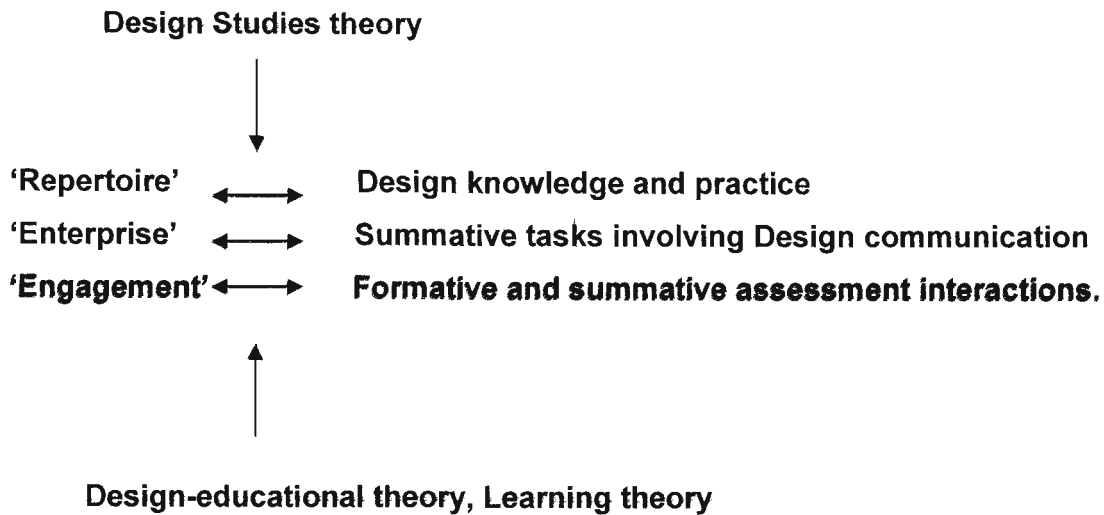 Design Studies theory
‘Repertoire’ Design knowledge and practice
‘Enterprise’ Summative tasks involving Design communication
‘Engagement’ Formative and summative assessment interactions.
Design-educational theory, Learning theory